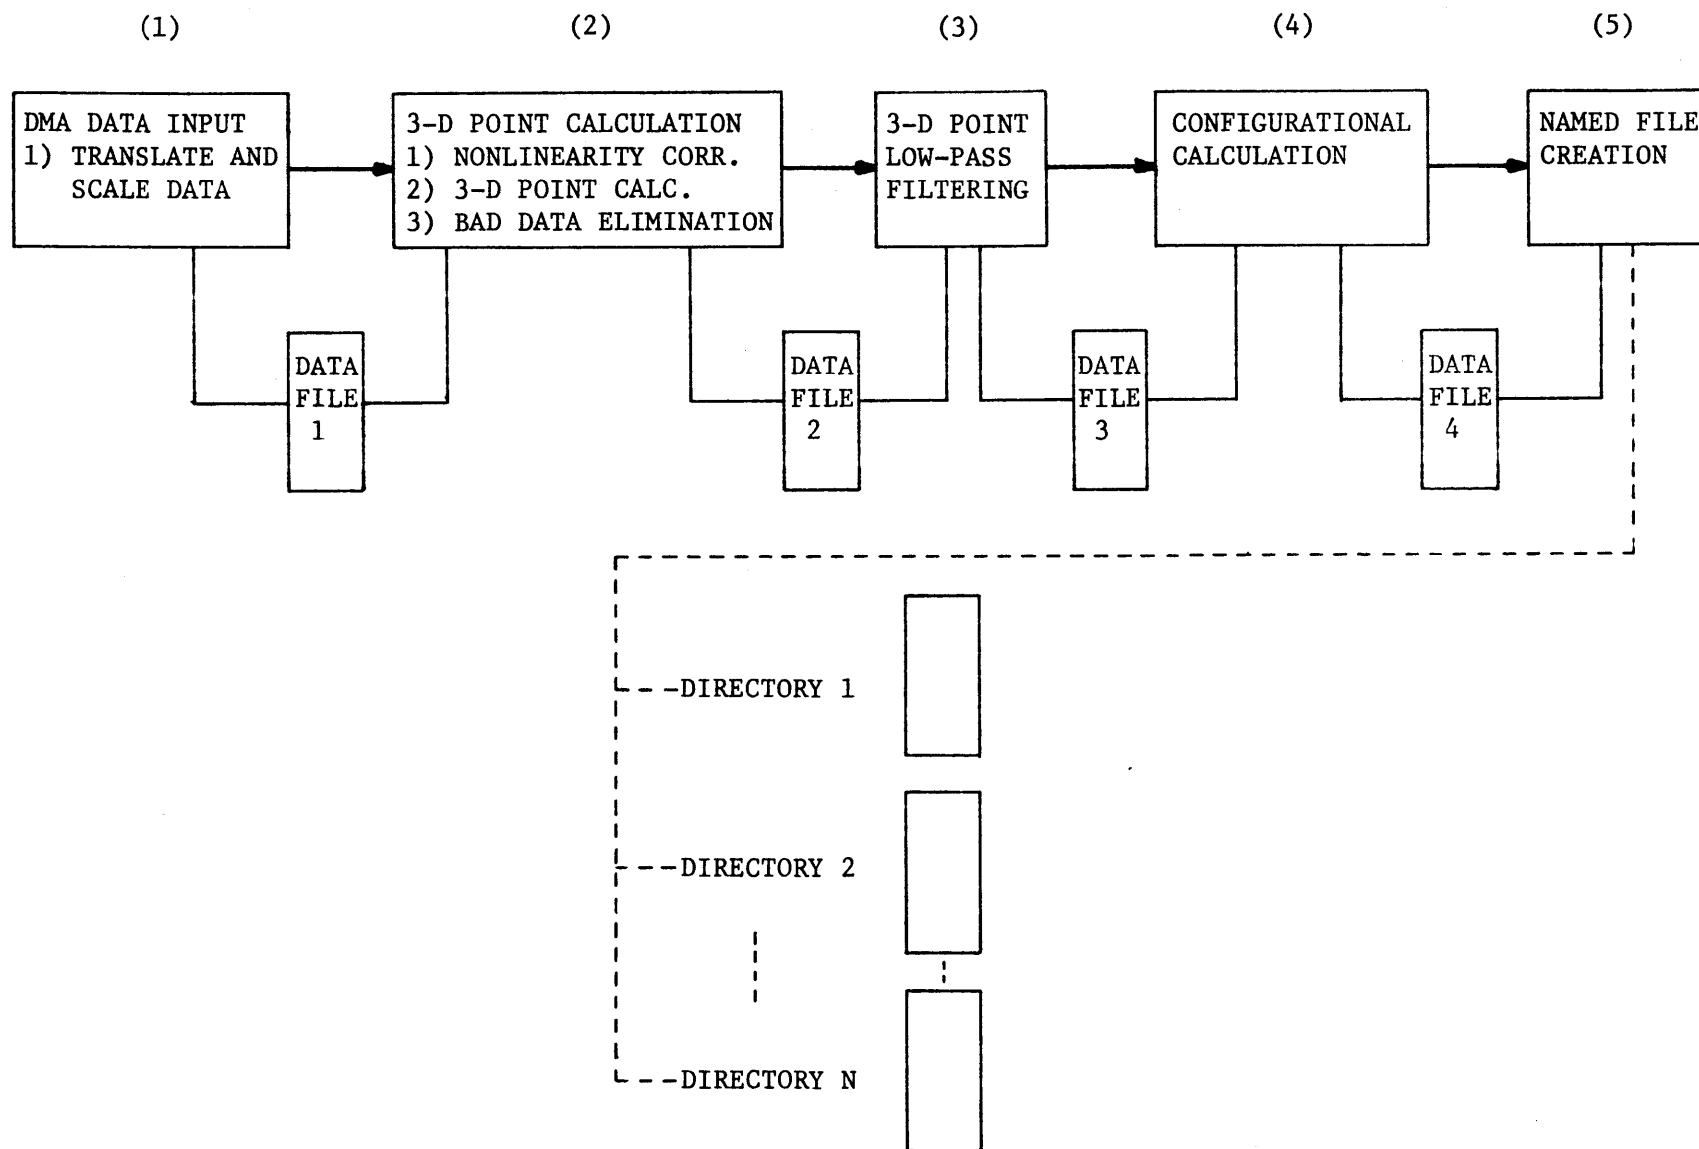 (1)
(2)
(3)
(4)
(5)
DMA DATA INPUT
1) TRANSLATE AND
SCALE DATA
3-D POINT CALCULATION
1) NONLINEARITY CORR.
2) 3-D POINT CALC.
3) BAD DATA ELIMINATION
3-D POINT
LOW-PASS
FILTERING
CONFIGURATIONAL
CALCULATION
NAMED FILE
CREATION
DATA
FILE
1
DATA
FILE
2
DATA
FILE
3
DATA
FILE
4
DIRECTORY 1
DIRECTORY 2
DIRECTORY N